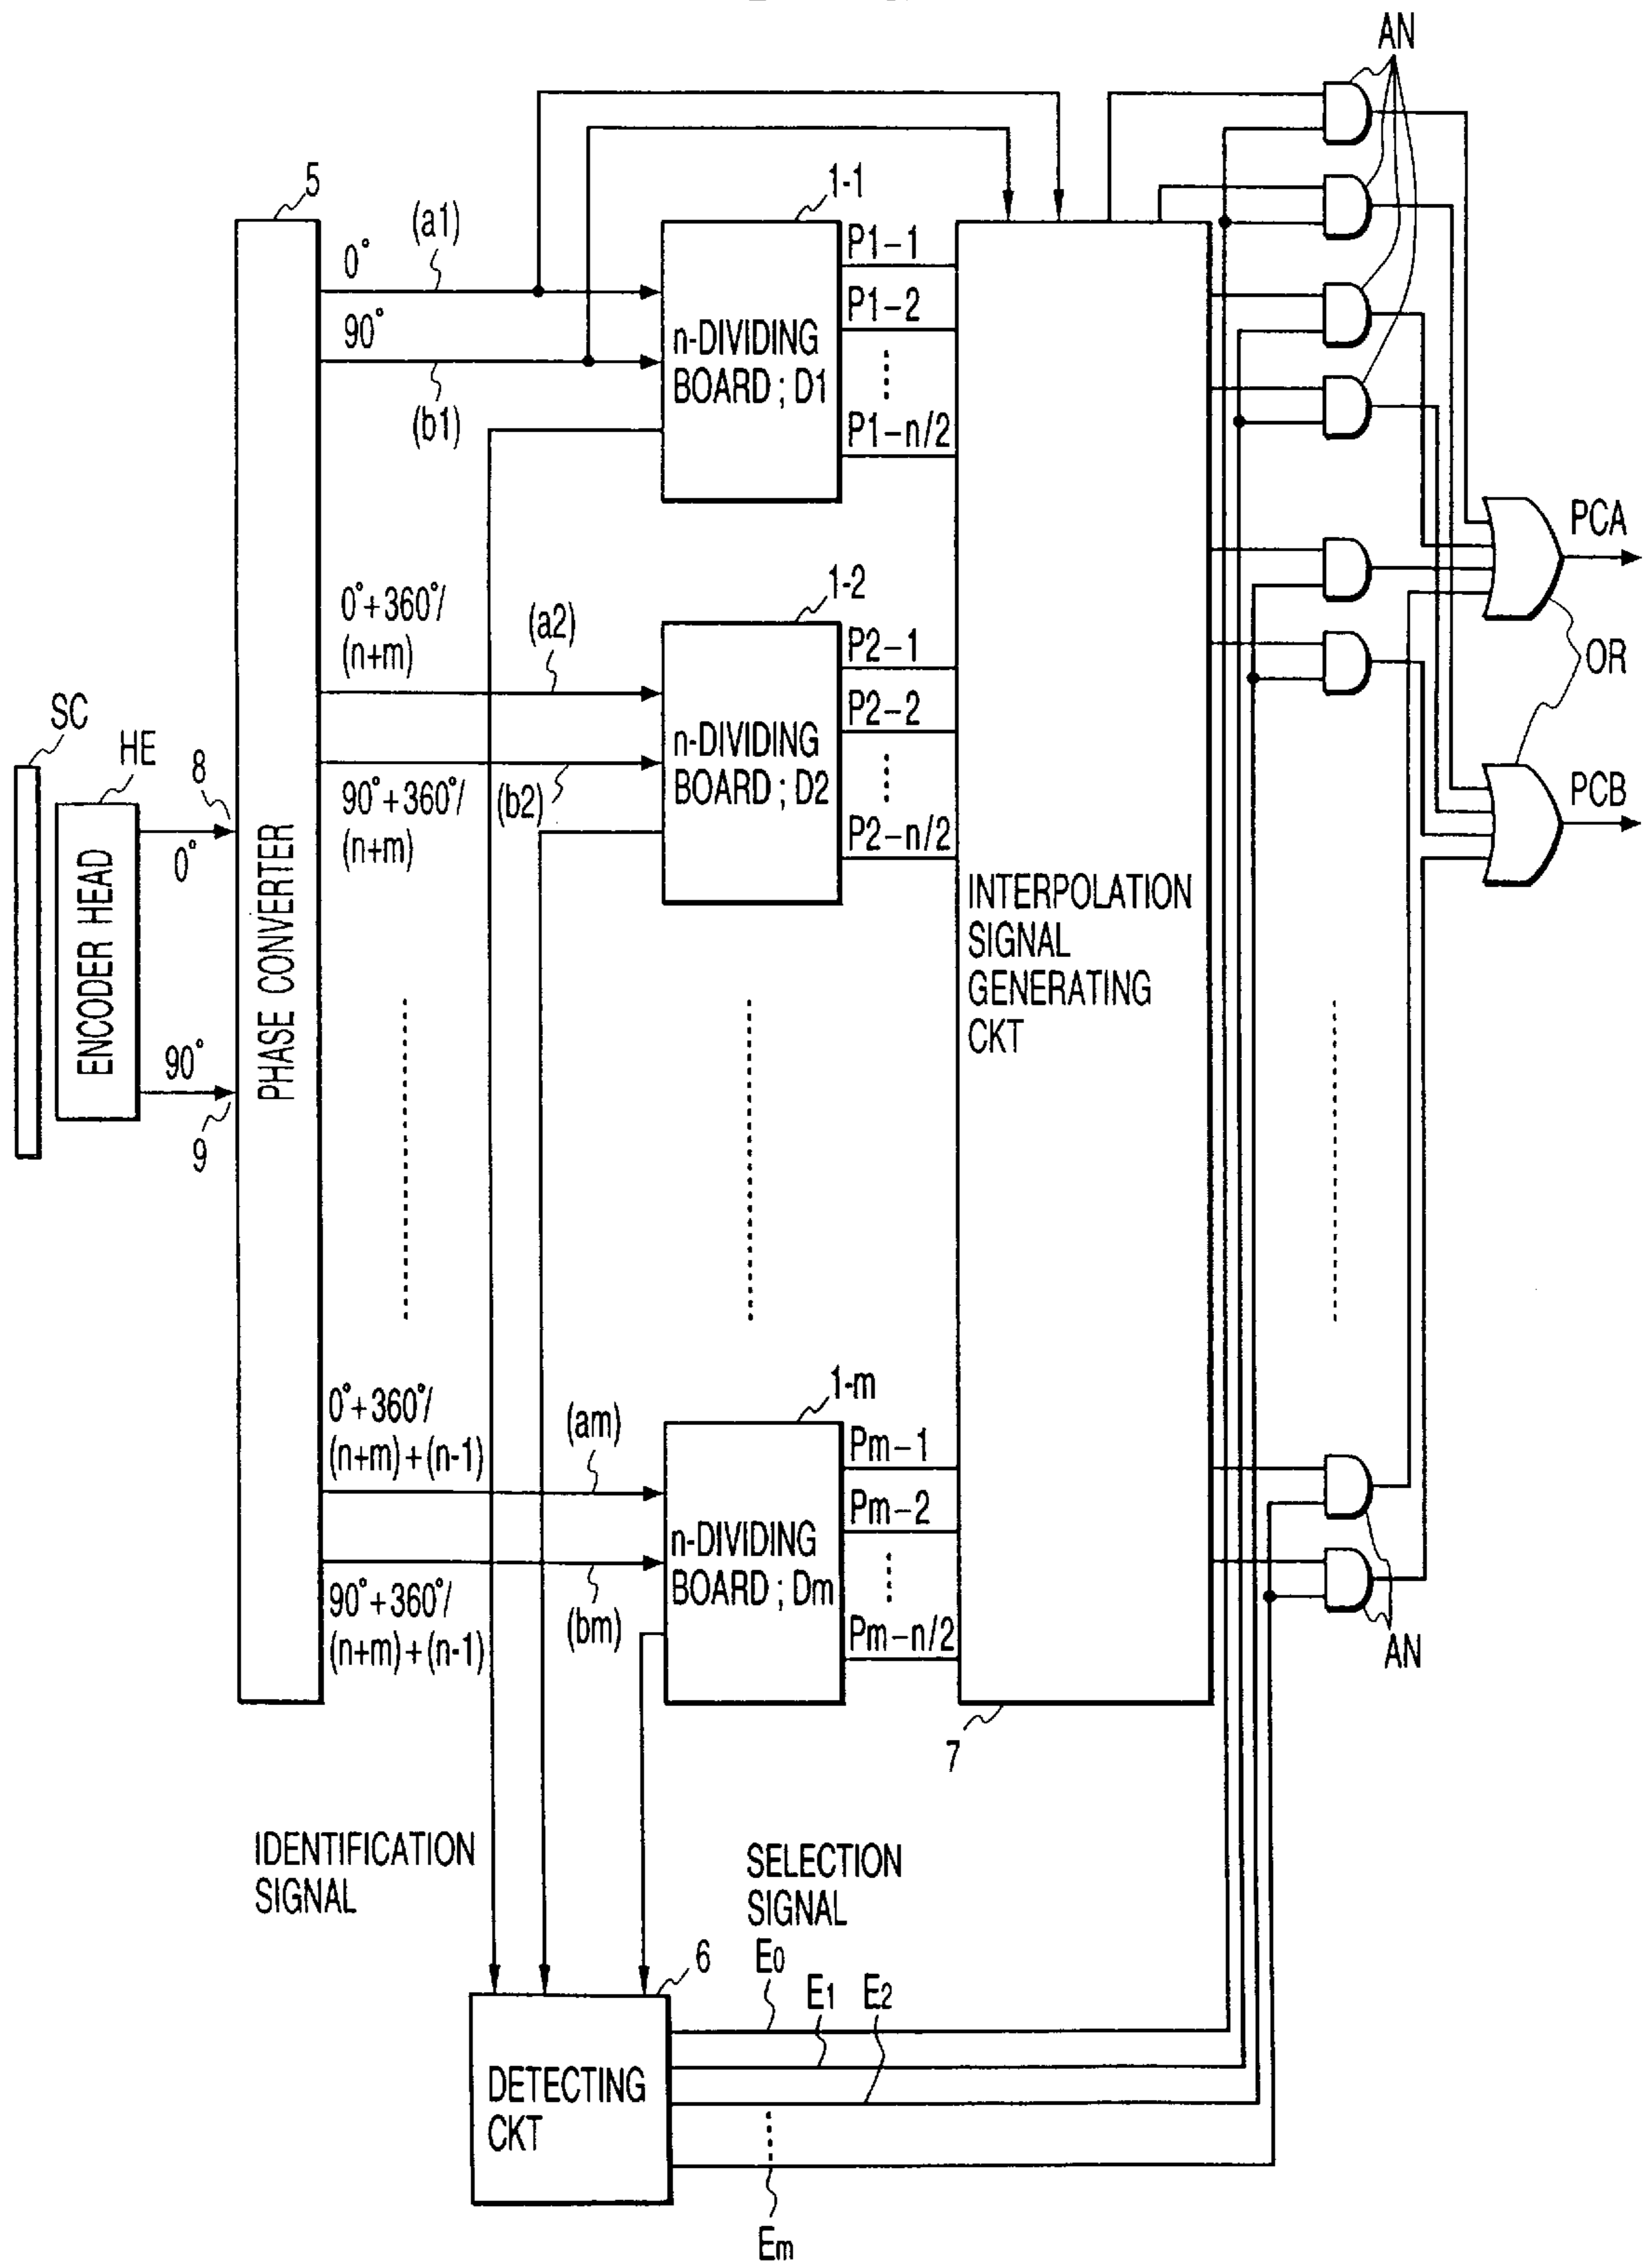 AN
5
(a1)
0°
90°
(b1)
1-1
n-DIVIDING
BOARD ; D1
P1-1
P1-2
P1-n/2
PCA
OR
PCB
0°+360°/
(n+m)
(a2)
90°+360°/
(n+m)
(b2)
1-2
n-DIVIDING
BOARD ; D2
P2-1
P2-2
P2-n/2
SC
HE
8
0°
90°
9
ENCODER HEAD
PHASE CONVERTER
INTERPOLATION
SIGNAL
GENERATING
CKT
0°+360°/
(n+m)+(n-1)
(am)
90°+360°/
(n+m)+(n-1)
(bm)
1-m
n-DIVIDING
BOARD ; Dm
Pm-1
Pm-2
Pm-n/2
AN
7
IDENTIFICATION
SIGNAL
SELECTION
SIGNAL
E0
E1
E2
6
DETECTING
CKT
Em